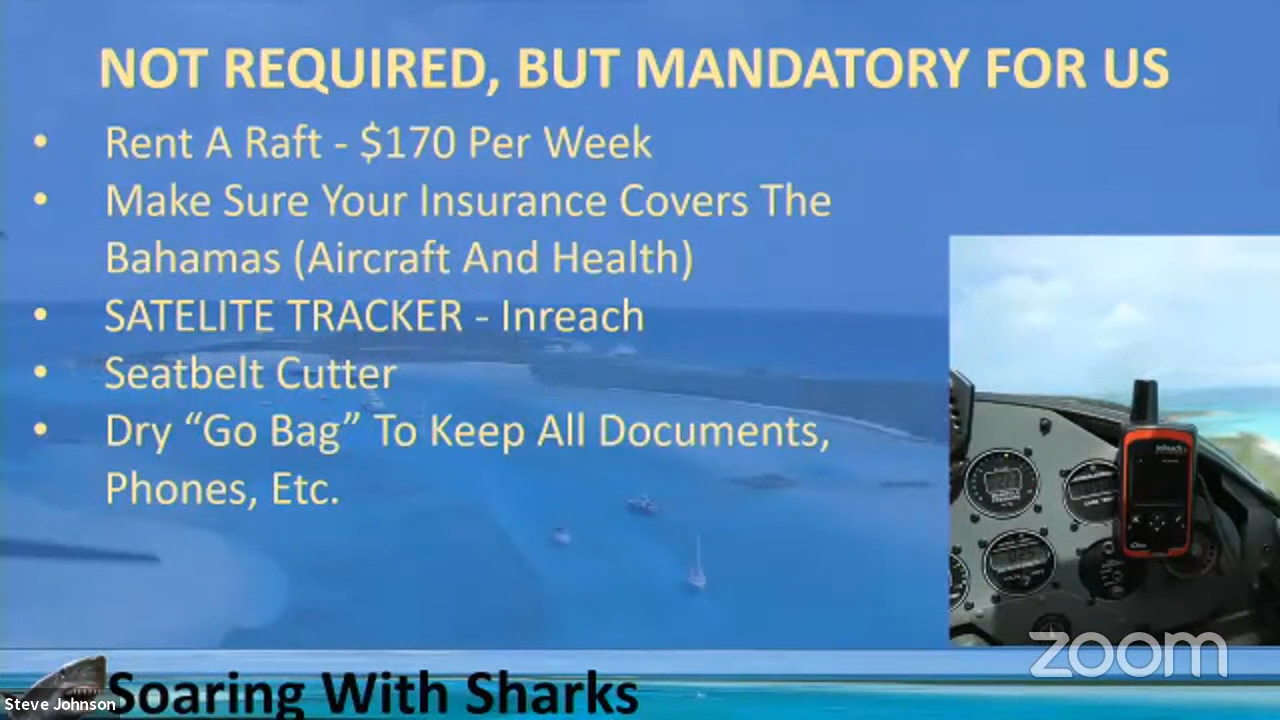 NOT REQUIRED, BUT MANDATORY FOR US
• Rent A Raft - $170 Per Week
• Make Sure Your Insurance Covers The
Bahamas (Aircraft And Health)
• SATELITE TRACKER - Inreach
• Seatbelt Cutter
• Dry “Go Bag” To Keep All Documents,
Phones, Etc.
zoom
Soaring With Sharks
Steve Johnson